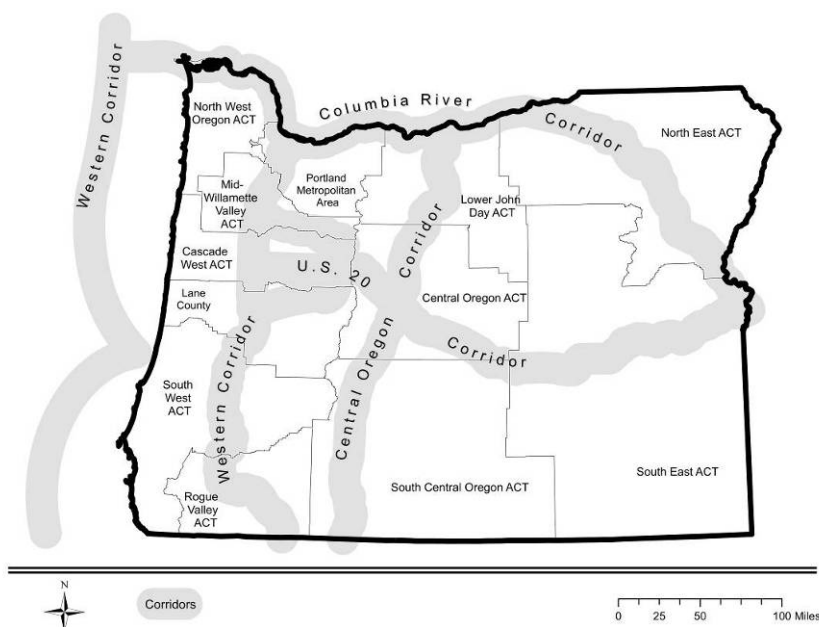 Western Corridor
Columbia River
Corridor
North West
Oregon ACT
North East ACT
Portland
Metropolitan
Area
Mid-
Willamette
Valley
ACT
Lower John
Day ACT
Cascade
West ACT
U.S. 20
Corridor
Central Oregon
Corridor
Central Oregon ACT
Lane
County
Western Corridor
South
West
ACT
South Central Oregon ACT
South East ACT
Rogue
Valley
ACT
N
Corridors
0 25 50 100 Miles